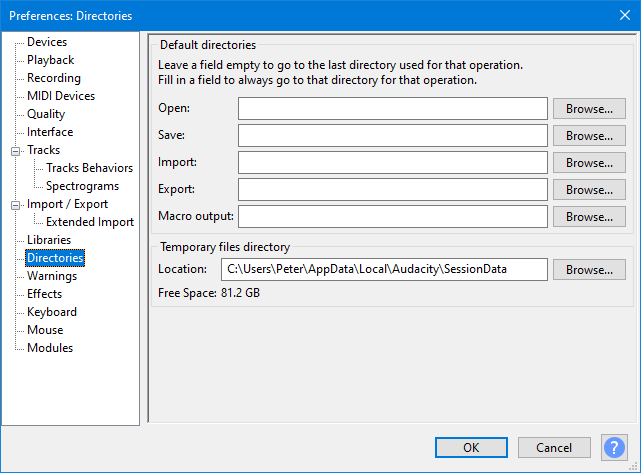 Preferences: Directories
Devices
Playback
Recording
MIDI Devices
Quality
Interface
Tracks
Tracks Behaviors
Spectrograms
Import / Export
Extended Import
Libraries
Directories
Warnings
Effects
Keyboard
Mouse
Modules
Default directories
Leave a field empty to go to the last directory used for that operation.
Fill in a field to always go to that directory for that operation.
Open: Browse...
Save: Browse...
Import: Browse...
Export: Browse...
Macro output: Browse...
Temporary files directory
Location: C:\Users\Peter\AppData\Local\Audacity\SessionData Browse...
Free Space: 81.2 GB
OK Cancel ?